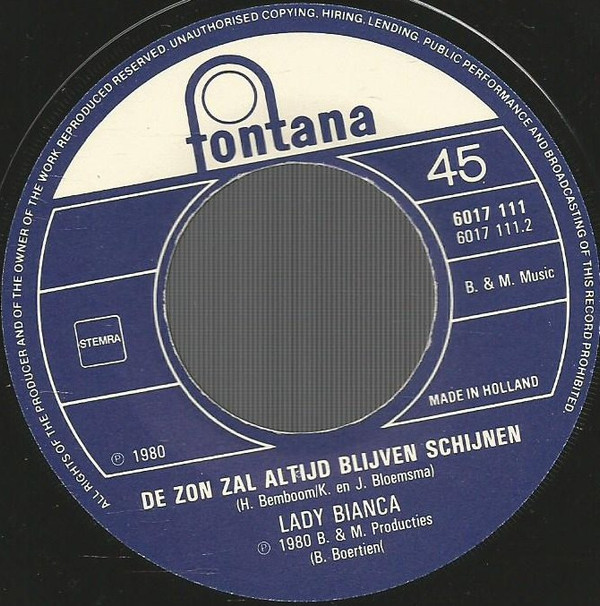 ALL RIGHTS OF THE PRODUCER AND OF THE OWNER OF THE WORK REPRODUCED RESERVED. UNAUTHORISED COPYING, HIRING, LENDING, PUBLIC PERFORMANCE AND BROADCASTING OF THIS RECORD PROHIBITED.
fontana
45
6017 111
6017 111.2
B. & M. Music
STEMRA
MADE IN HOLLAND
℗ 1980
DE ZON ZAL ALTIJD BLIJVEN SCHIJNEN
(H. Bemboom/K. en J. Bloemsma)
LADY BIANCA
℗ 1980 B. & M. Producties
(B. Boertien(